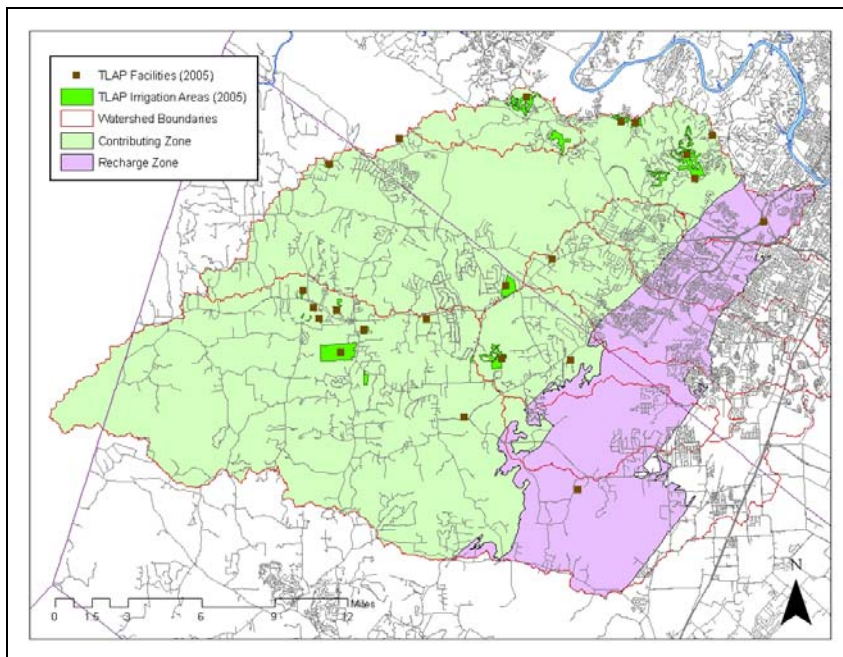 TLAP Facilities (2005)
TLAP Irrigation Areas (2005)
Watershed Boundaries
Contributing Zone
Recharge Zone
N
Miles
0 1.5 3 6 9 12